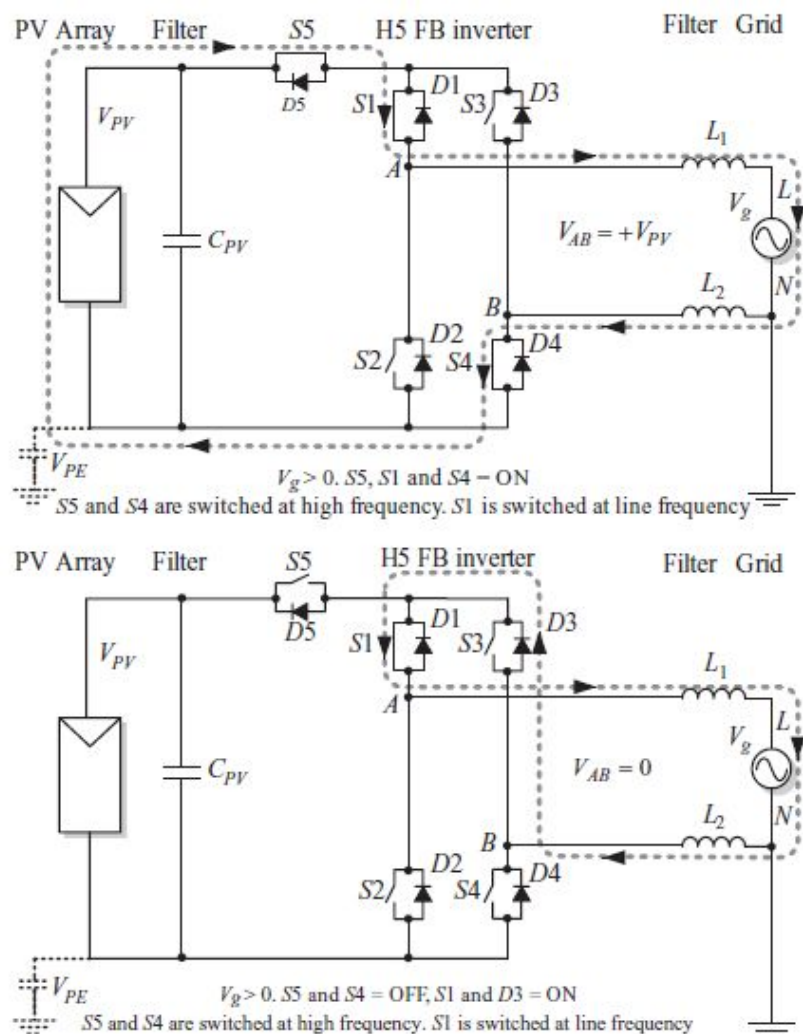 PV Array Filter S5 H5 FB inverter Filter Grid
D5
S1 D1 S3 D3
V_PV
A
L_1
L
V_g
C_PV
V_AB = +V_PV
L_2
N
B
S2 D2 S4 D4
V_PE
V_g > 0. S5, S1 and S4 – ON
S5 and S4 are switched at high frequency. S1 is switched at line frequency
PV Array Filter S5 H5 FB inverter Filter Grid
D5
S1 D1 S3 D3
V_PV
A
L_1
L
V_g
C_PV
V_AB = 0
L_2
N
B
S2 D2 S4 D4
V_PE
V_g > 0. S5 and S4 = OFF, S1 and D3 = ON
S5 and S4 are switched at high frequency. S1 is switched at line frequency